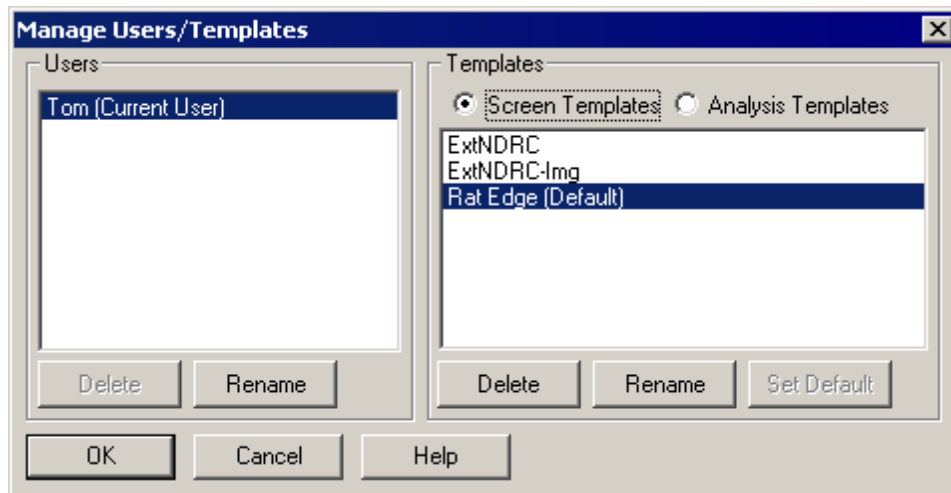 Manage Users/Templates
Users
Tom (Current User)
Delete
Rename
Templates
Screen Templates
Analysis Templates
ExtNDRC
ExtNDRC-Img
Rat Edge (Default)
Delete
Rename
Set Default
OK
Cancel
Help